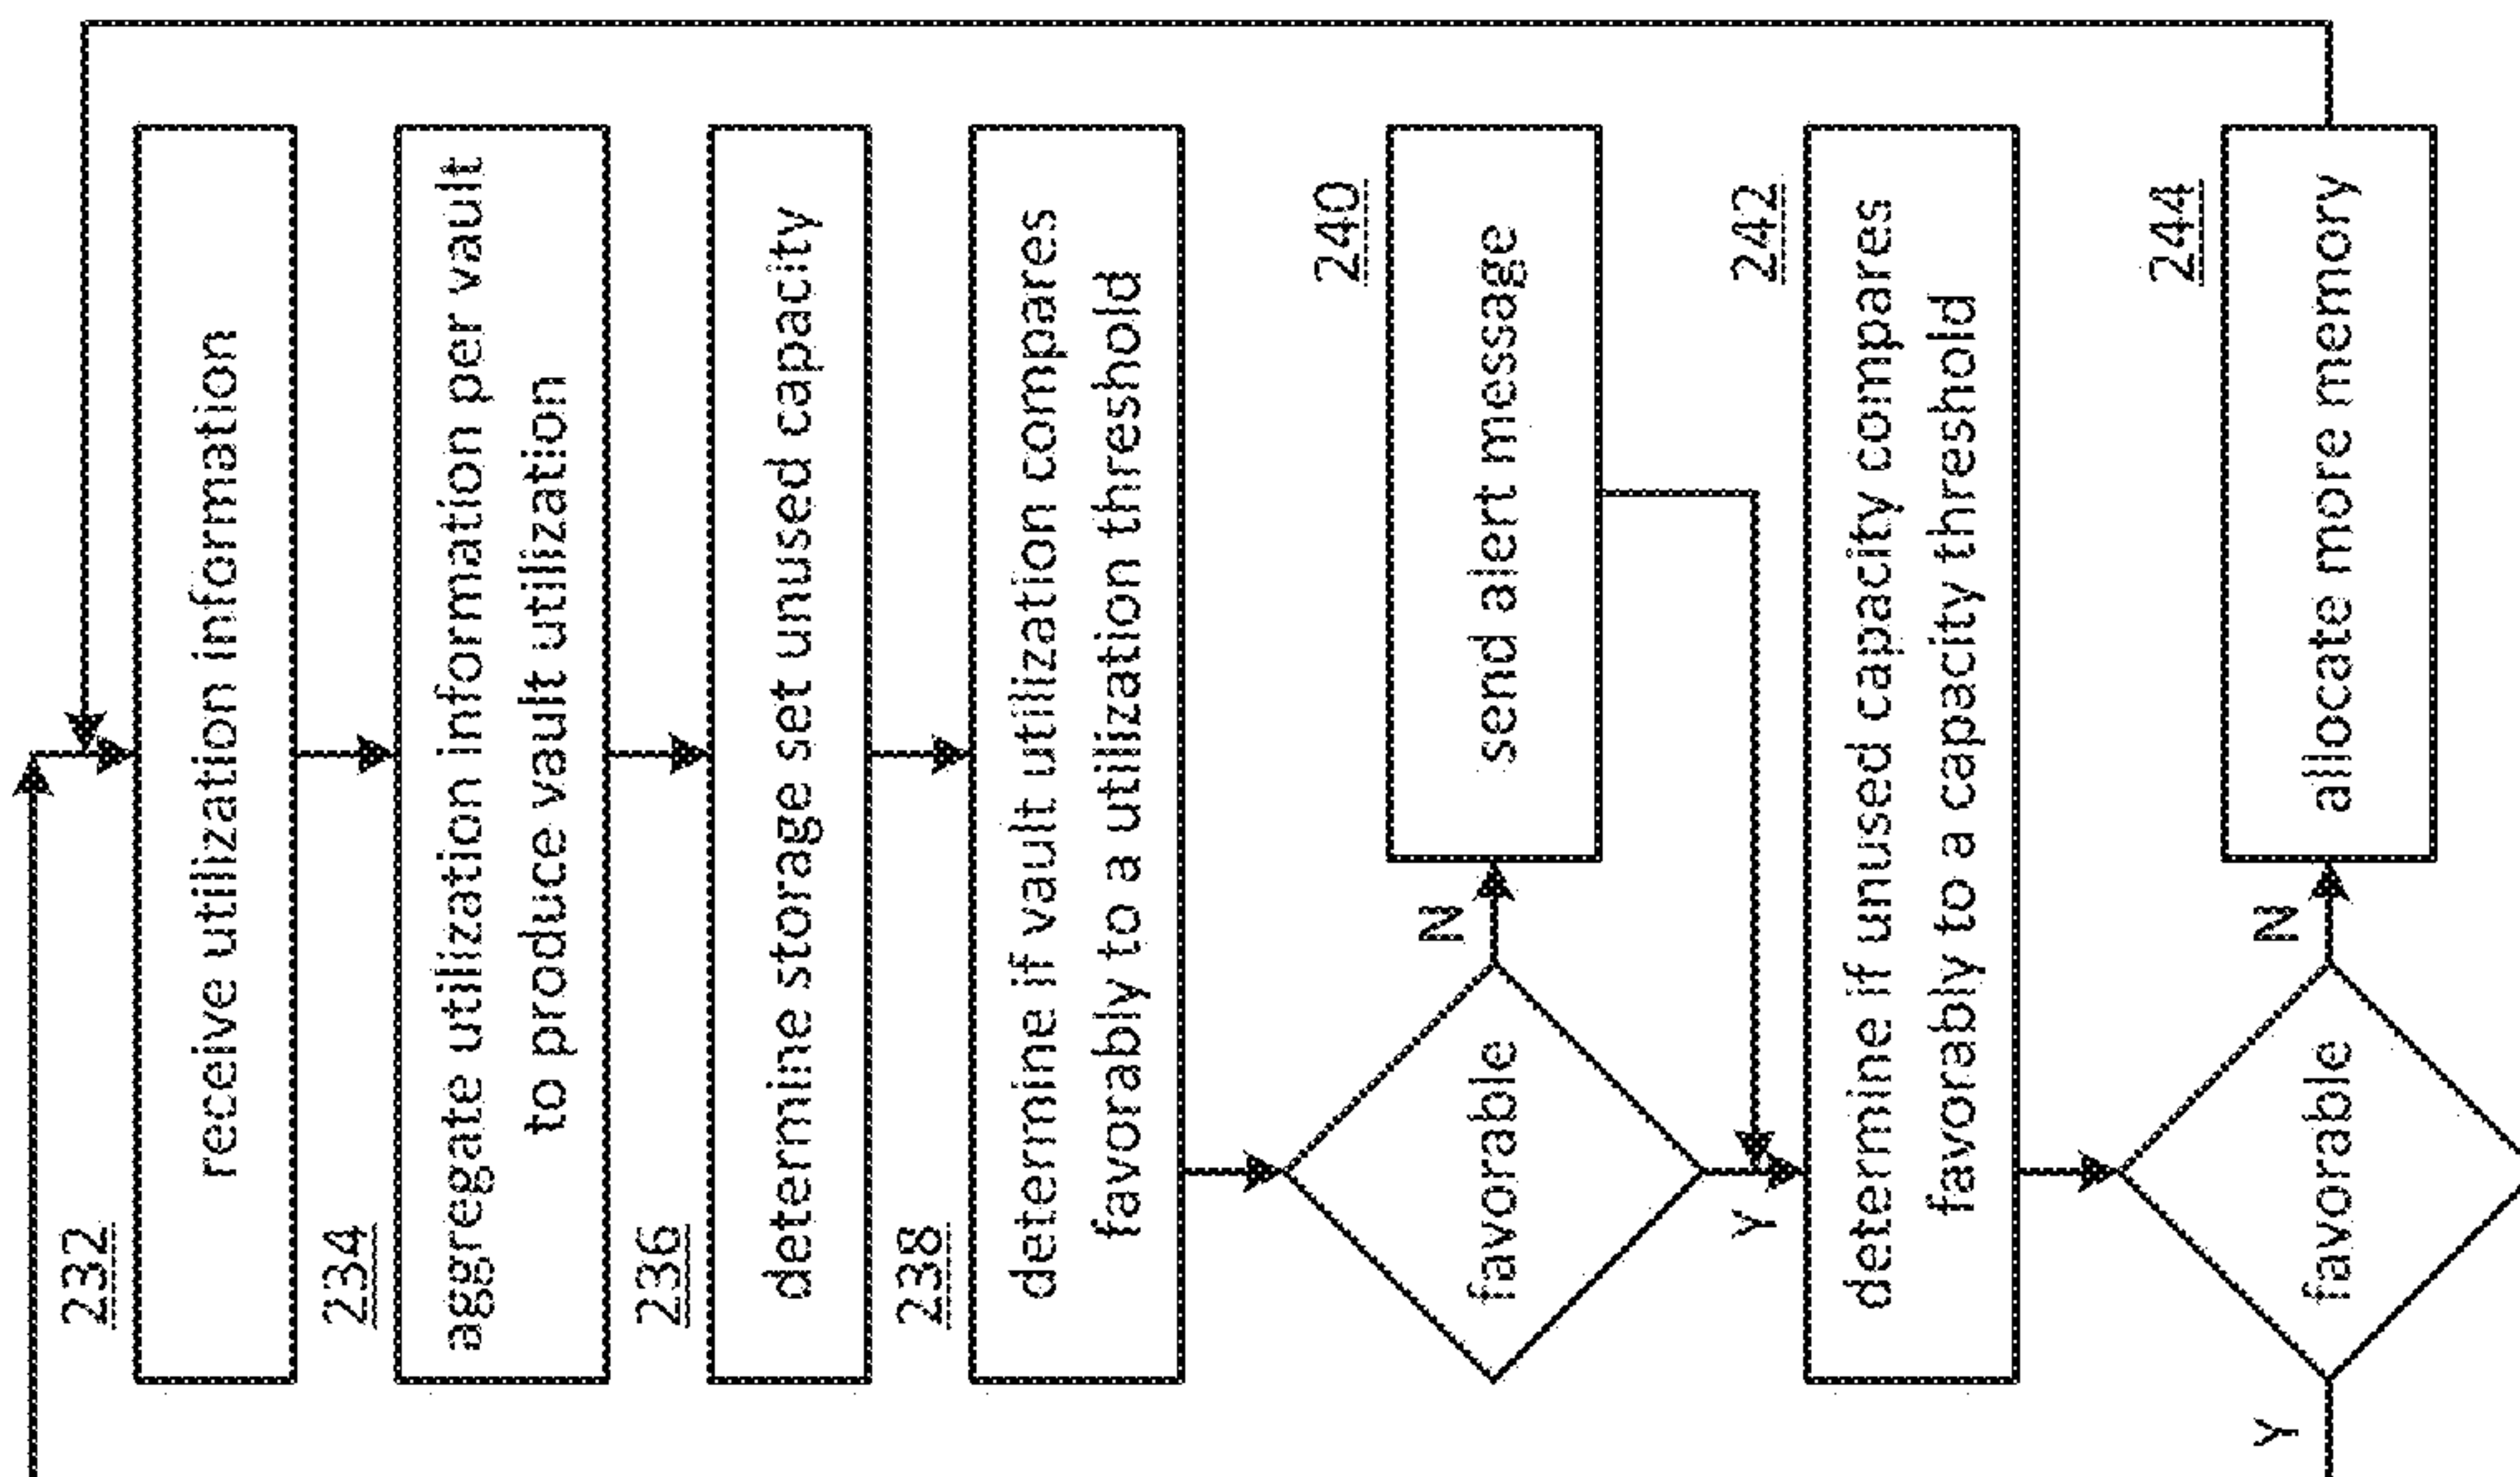 232
receive utilization information
234
aggregate utilization information per vault
to produce vault utilization
236
determine storage set unused capacity
238
determine if vault utilization compares
favorably to a utilization threshold
favorable
N
240
send alert message
Y
242
determine if unused capacity compares
favorably to a capacity threshold
favorable
Y
N
244
allocate more memory